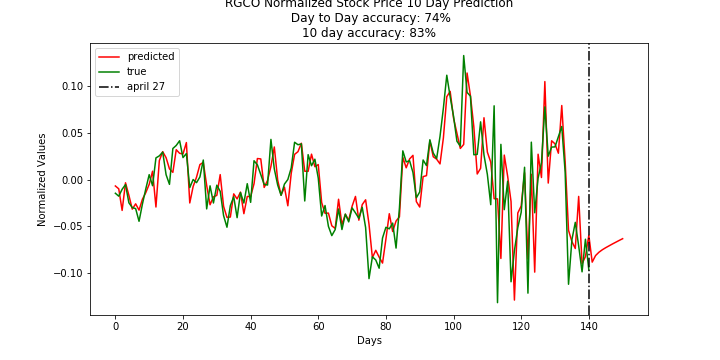 RGCO Normalized Stock Price 10 Day Prediction
Day to Day accuracy: 74%
10 day accuracy: 83%
predicted
true
april 27
0.10
0.05
0.00
−0.05
−0.10
Normalized Values
0 20 40 60 80 100 120 140
Days